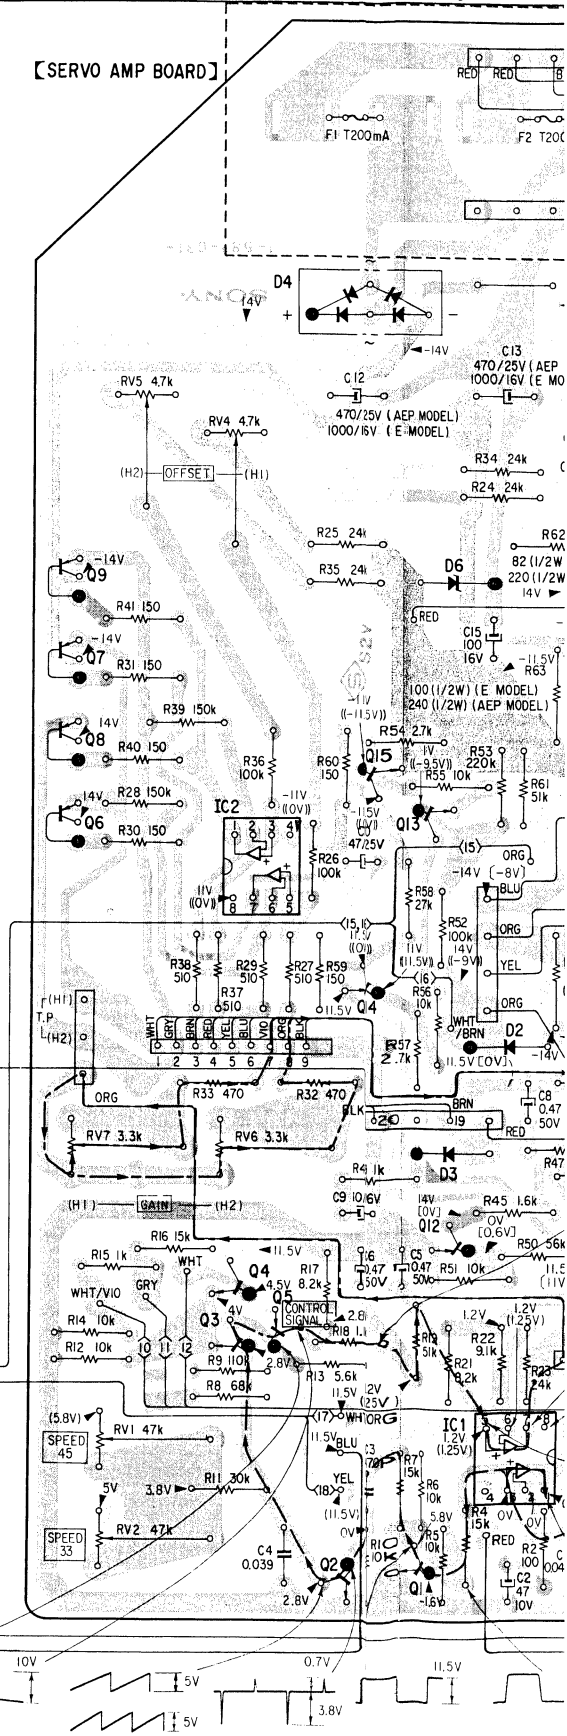 【SERVO AMP BOARD】
RED RED B
F1 T200mA
F2 T200
SONY
D4
14V
+ −
~
~
-14V
C13
470/25V (AEP
1000/16V (E MO
C12
470/25V (AEP MODEL)
1000/16V (E MODEL)
RV5 4.7k
RV4 4.7k
(H2) OFFSET (H1)
R34 24k
R24 24k
R25 24k
R35 24k
R62
82 (1/2W
220 (1/2W
14V
D6
-14V
Q9
R41 150
RED
C15
100
16V
-11.5V
R63
-14V
Q7
R31 150
S2V
100 (1/2W) (E MODEL)
240 (1/2W) (AEP MODEL)
R39 150k
-11V
((-11.5V))
14V
Q8
R40 150
R36
100k
R60
150
R54 2.7k
Q15
1V
((-9.5V))
R53
220k
R55 10k
R61
51k
R28 150k
14V
Q6
R30 150
IC2
-11V
((0V))
1 2 3 4
8 7 6 5
11V
((0V))
-11.5V
Q13
47/25V
R26
100k
(15)
ORG
-14V [-8V]
BLU
R58
27k
R52
100k
14V
((-9V))
ORG
YEL
ORG
(15,1)
11V
(11.5V))
(16)
R38
510
R37
510
R29
510
R27
510
R59
150
Q4
11.5V
R56
10k
WHT
/BRN
D2
T.P.
(H1)
(H2)
WHT GRY BRN RED YEL BLU VIO ORG BLK
1 2 3 4 5 6 7 8 9
R57
2.7k
11.5V[0V]
-14V
ORG
R33 470
R32 470
C8
0.47
50V
BLK
20
BRN
19
RED
RV7 3.3k
RV6 3.3k
D3
R47
R4 1k
(H1) GAIN (H2)
C9 10/16V
14V
[0V]
Q12
R45 1.6k
0V
[0.6V]
R50 56k
R16 15k
11.5V
R15 1k
WHT
Q4
4.5V
R17
8.2k
C6
0.47
50V
C5
0.47
50V
R51 10k
11.5
(11V
WHT/VIO
GRY
Q5
CONTROL
SIGNAL
Q3
4V
2.8
R14 10k
R12 10k
10 11 12
R18 1.1
R19
51k
1.2V
1.2V
(1.25V)
R22
9.1k
R21
8.2k
R23
24k
R9 110k
2.8V
R13 5.6k
R8 68k
11.5V
(5.8V)
RV1 47k
SPEED
45
(17) WHT ORG
IC1
1.2V
(1.25V)
11.5V
BLU
R11 30k
3.8V
YEL
(18)
(11.5V)
0V
R7
15k
R6
10k
5V
RV2 47k
SPEED
33
5.8V
R5
10k
R4
15k
0V
0V
RED
R2
100
C4
0.039
Q2
2.8V
R10
10k
Q1
-1.6V
C2
47
10V
0.04
10V
5V
0.7V
3.8V
11.5V
5V